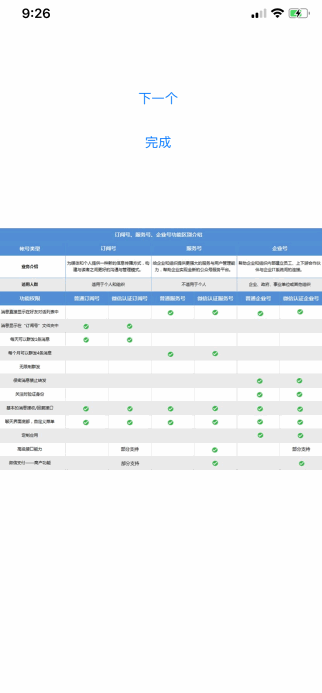 9:26
下一个
完成
订阅号、服务号、企业号功能区别介绍
账号类型 订阅号 服务号 企业号
业务介绍 为媒体和个人提供一种新的信息传播方式，构建与读者之间更好的沟通与管理模式。 给企业和组织提供更强大的服务与用户管理能力，帮助企业实现全新的公众号服务平台。 帮助企业和组织内部建立员工、上下游合作伙伴与企业IT系统间的连接。
适用人群 适用于个人和组织 不适用于个人 企业、政府、事业单位或其他组织
功能权限 普通订阅号 微信认证订阅号 普通服务号 微信认证服务号 普通企业号 微信认证企业号
消息直接显示在好友对话列表中
消息显示在“订阅号”文件夹中
每天可以群发1条消息
每个月可以群发4条消息
无限制群发
保密消息禁止转发
关注时验证身份
基本的消息接收/回复接口
聊天界面底部，自定义菜单
定制应用
高级接口能力 部分支持 部分支持
微信支付——商户功能 部分支持